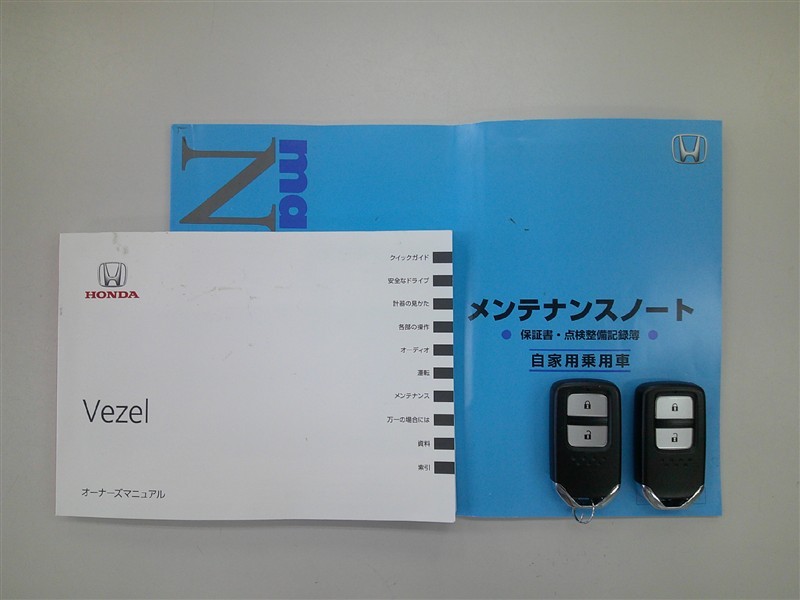 ma
N
HONDA
Vezel
オーナーズマニュアル
クイックガイド
安全なドライブ
計器の見かた
各部の操作
オーディオ
運転
メンテナンス
万一の場合には
資料
索引
メンテナンスノート
● 保証書・点検整備記録簿 ●
自家用乗用車